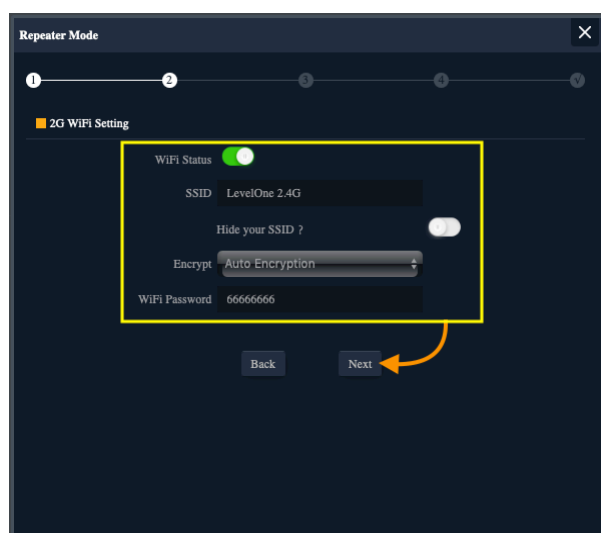 Repeater Mode
1 2 3 4 √
2G WiFi Setting
WiFi Status
SSID LevelOne 2.4G
Hide your SSID ?
Encrypt Auto Encryption
WiFi Password 66666666
Back Next